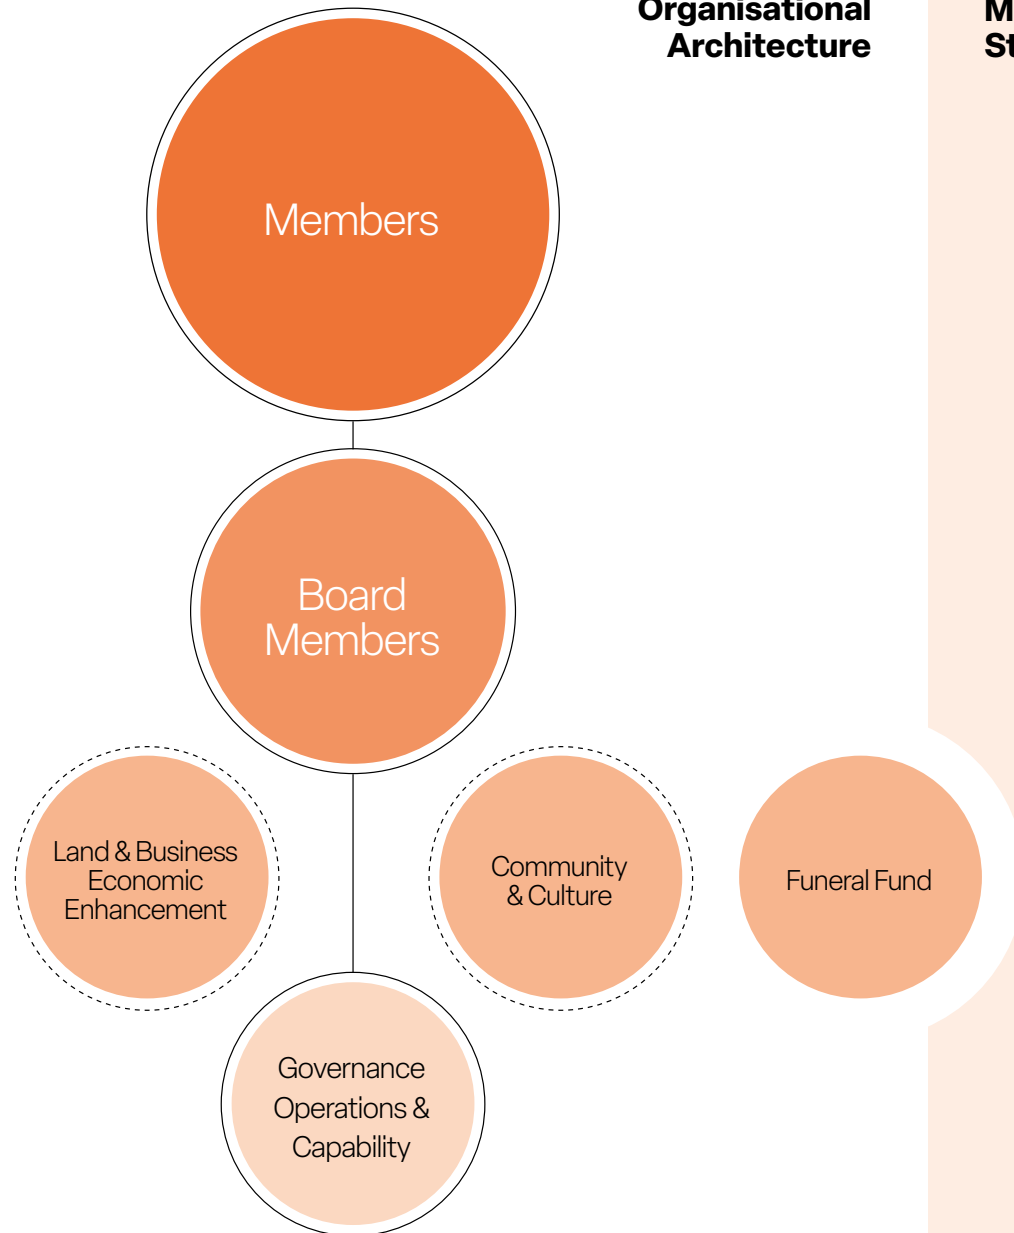 Organisational
Architecture
Members
Board
Members
Land & Business
Economic
Enhancement
Community
& Culture
Funeral Fund
Governance
Operations &
Capability